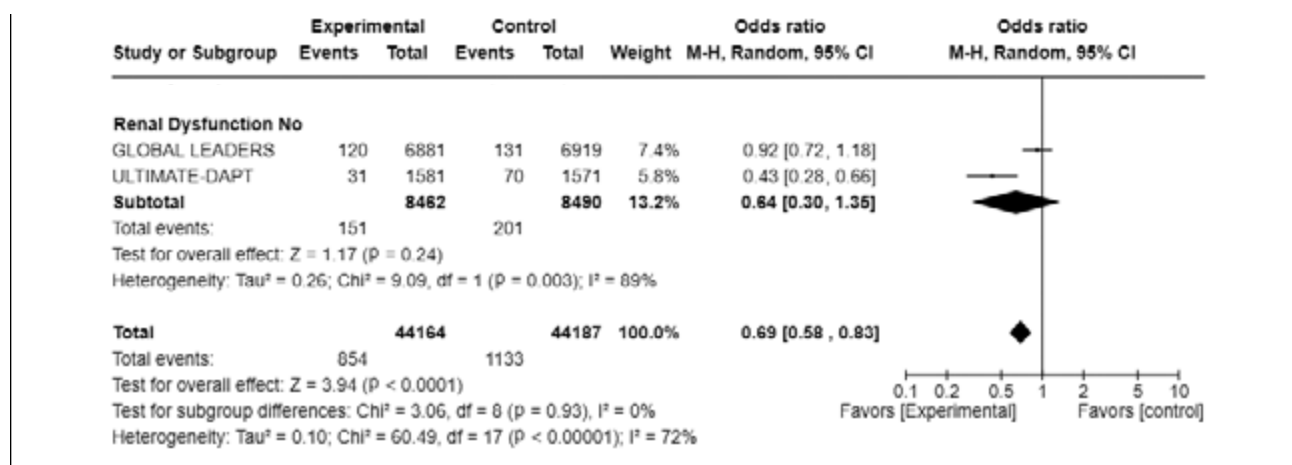 Experimental Control Odds ratio Odds ratio
Study or Subgroup Events Total Events Total Weight M-H, Random, 95% CI M-H, Random, 95% CI
Renal Dysfunction No
GLOBAL LEADERS 120 6881 131 6919 7.4% 0.92 [0.72, 1.18]
ULTIMATE-DAPT 31 1581 70 1571 5.8% 0.43 [0.28, 0.66]
Subtotal 8462 8490 13.2% 0.64 [0.30, 1.35]
Total events: 151 201
Test for overall effect: Z = 1.17 (P = 0.24)
Heterogeneity: Tau² = 0.26; Chi² = 9.09, df = 1 (P = 0.003); I² = 89%
Total 44164 44187 100.0% 0.69 [0.58 , 0.83]
Total events: 854 1133
Test for overall effect: Z = 3.94 (P < 0.0001)
Test for subgroup differences: Chi² = 3.06, df = 8 (p = 0.93), I² = 0%
Heterogeneity: Tau² = 0.10; Chi² = 60.49, df = 17 (P < 0.00001); I² = 72%
0.1 0.2 0.5 1 2 5 10
Favors [Experimental] Favors [control]